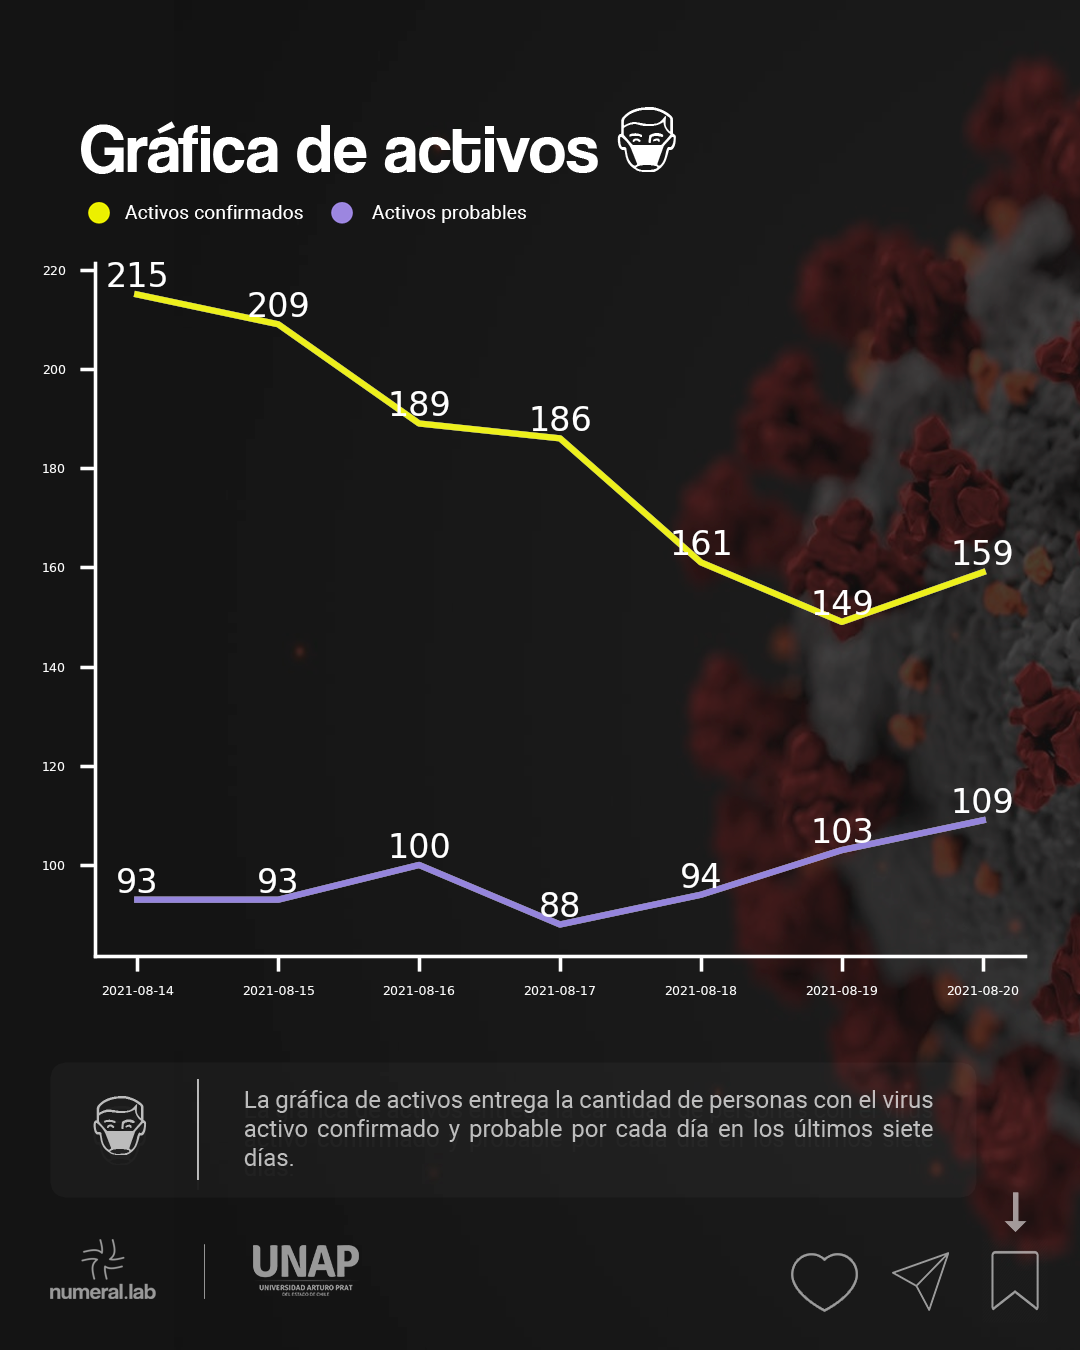 Gráfica de activos
Activos confirmados Activos probables
220
200
180
160
140
120
100
215
209
189
186
161
149
159
93
93
100
88
94
103
109
2021-08-14 2021-08-15 2021-08-16 2021-08-17 2021-08-18 2021-08-19 2021-08-20
La gráfica de activos entrega la cantidad de personas con el virus
activo confirmado y probable por cada día en los últimos siete
días.
numeral.lab
UNAP
UNIVERSIDAD ARTURO PRAT
DEL ESTADO DE CHILE